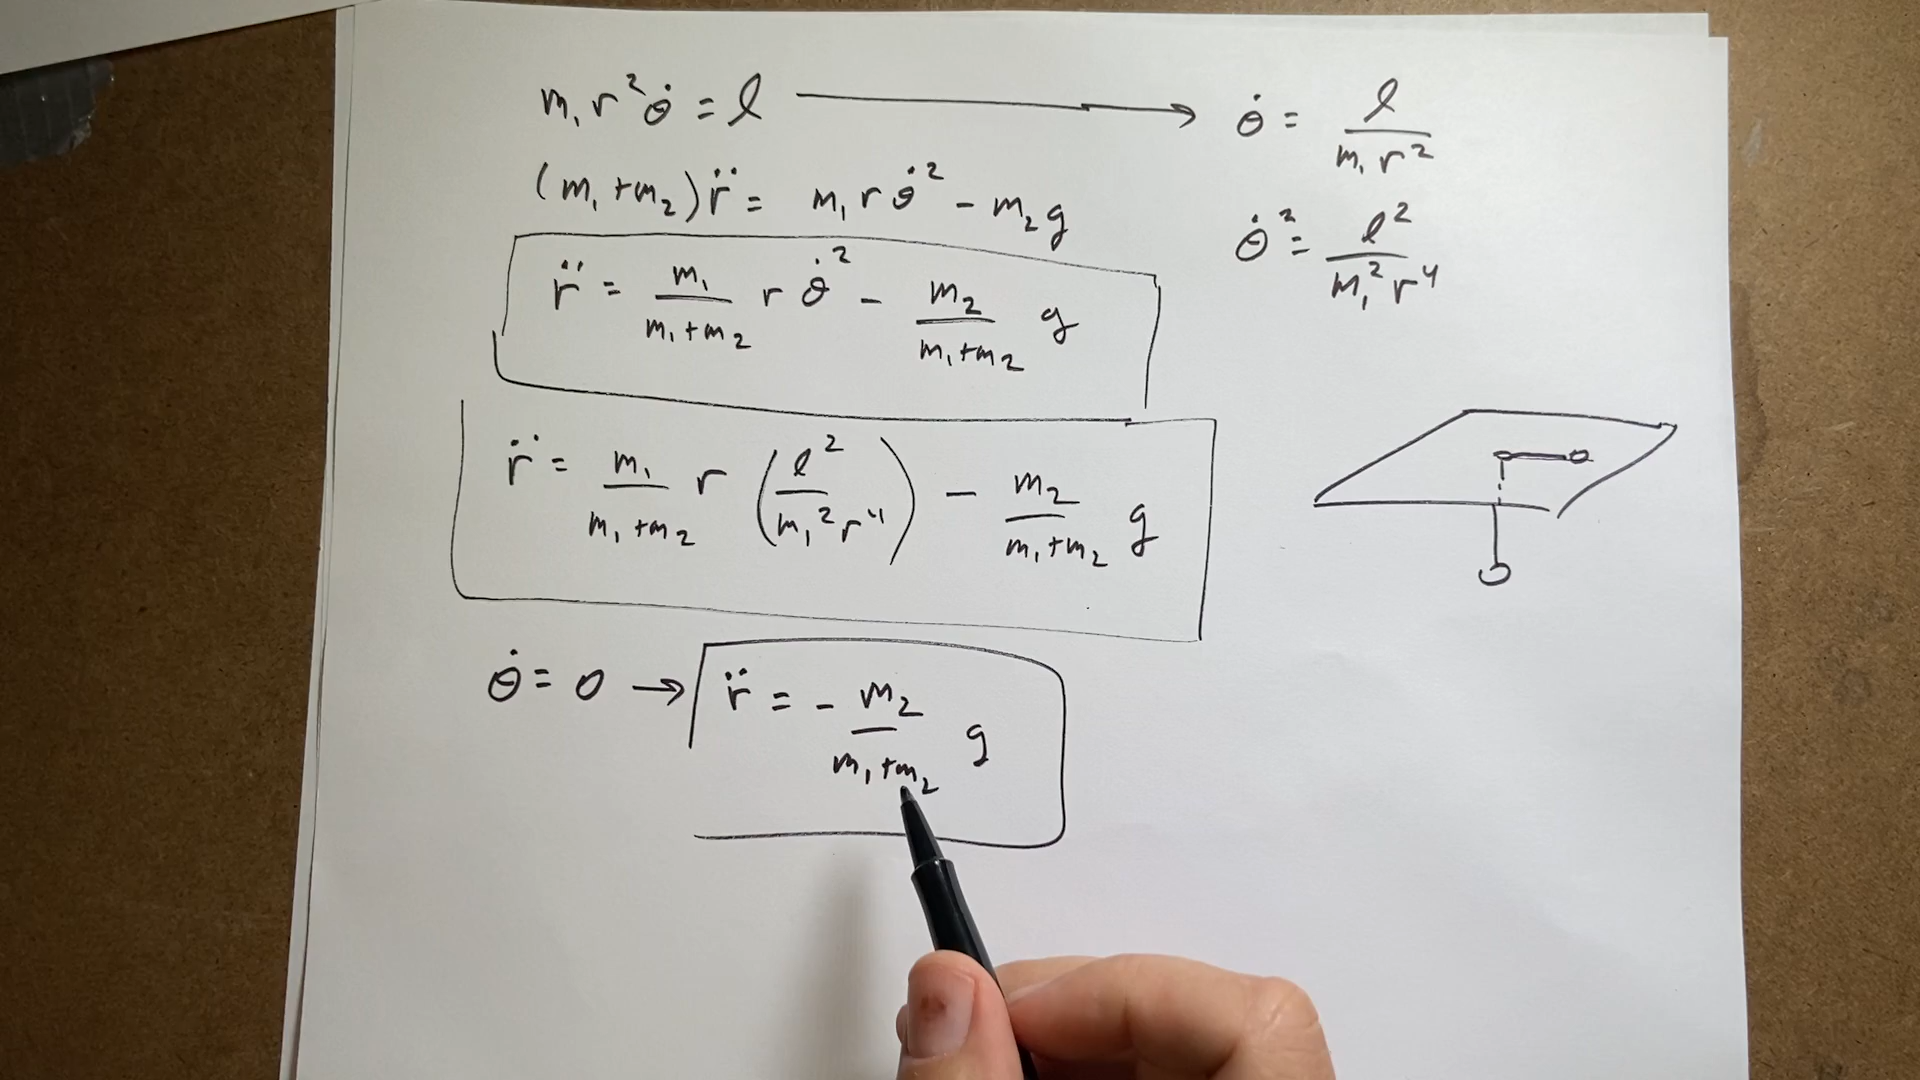 m₁r²θ̇ = ℓ ⟶ θ̇ = ℓ / (m₁r²)
(m₁+m₂)r̈ = m₁rθ̇² − m₂g
θ̇² = ℓ² / (m₁²r⁴)
r̈ = m₁/(m₁+m₂) r θ̇² − m₂/(m₁+m₂) g
r̈ = m₁/(m₁+m₂) r (ℓ²/(m₁²r⁴)) − m₂/(m₁+m₂) g
θ̇ = 0 → r̈ = − m₂/(m₁+m₂) g